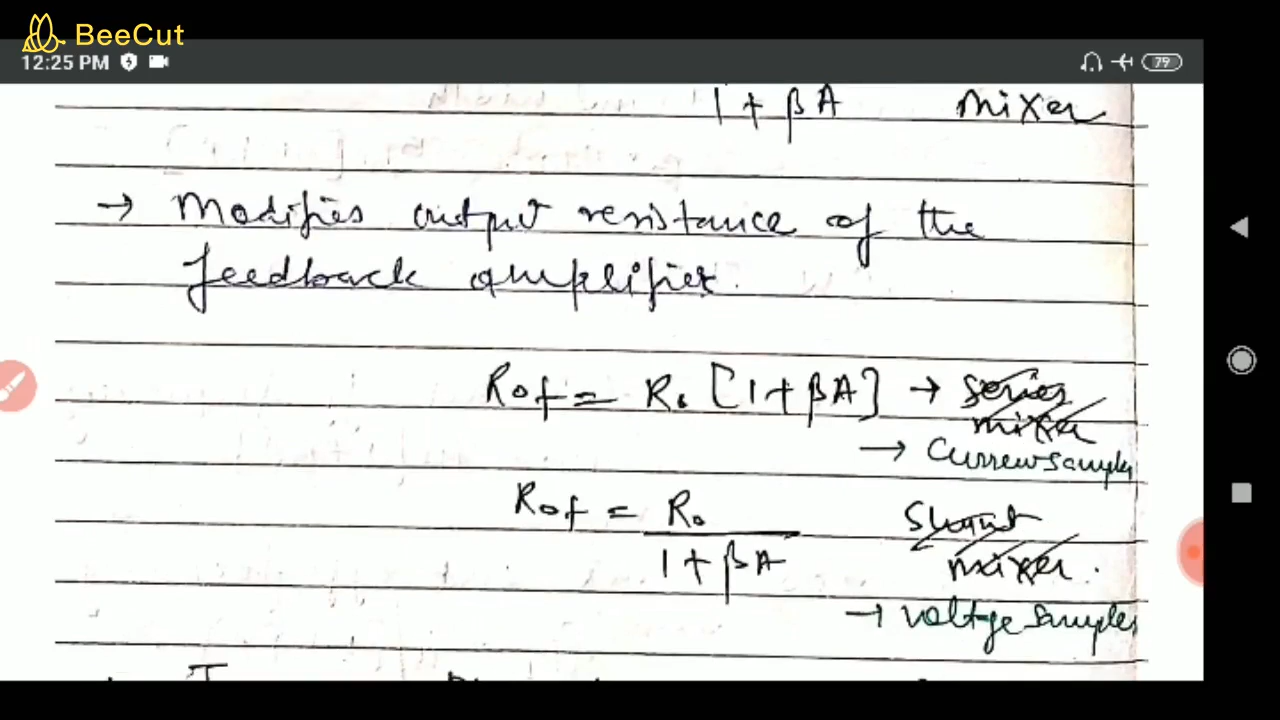 BeeCut
12:25 PM
79
1 + βA mixer
→ Modifies output resistance of the
feedback amplifier.
Rof = Ro [1 + βA] → series
mixer
→ Current sampler
Rof = Ro
1 + βA
Shunt
mixer.
→ voltage sampler